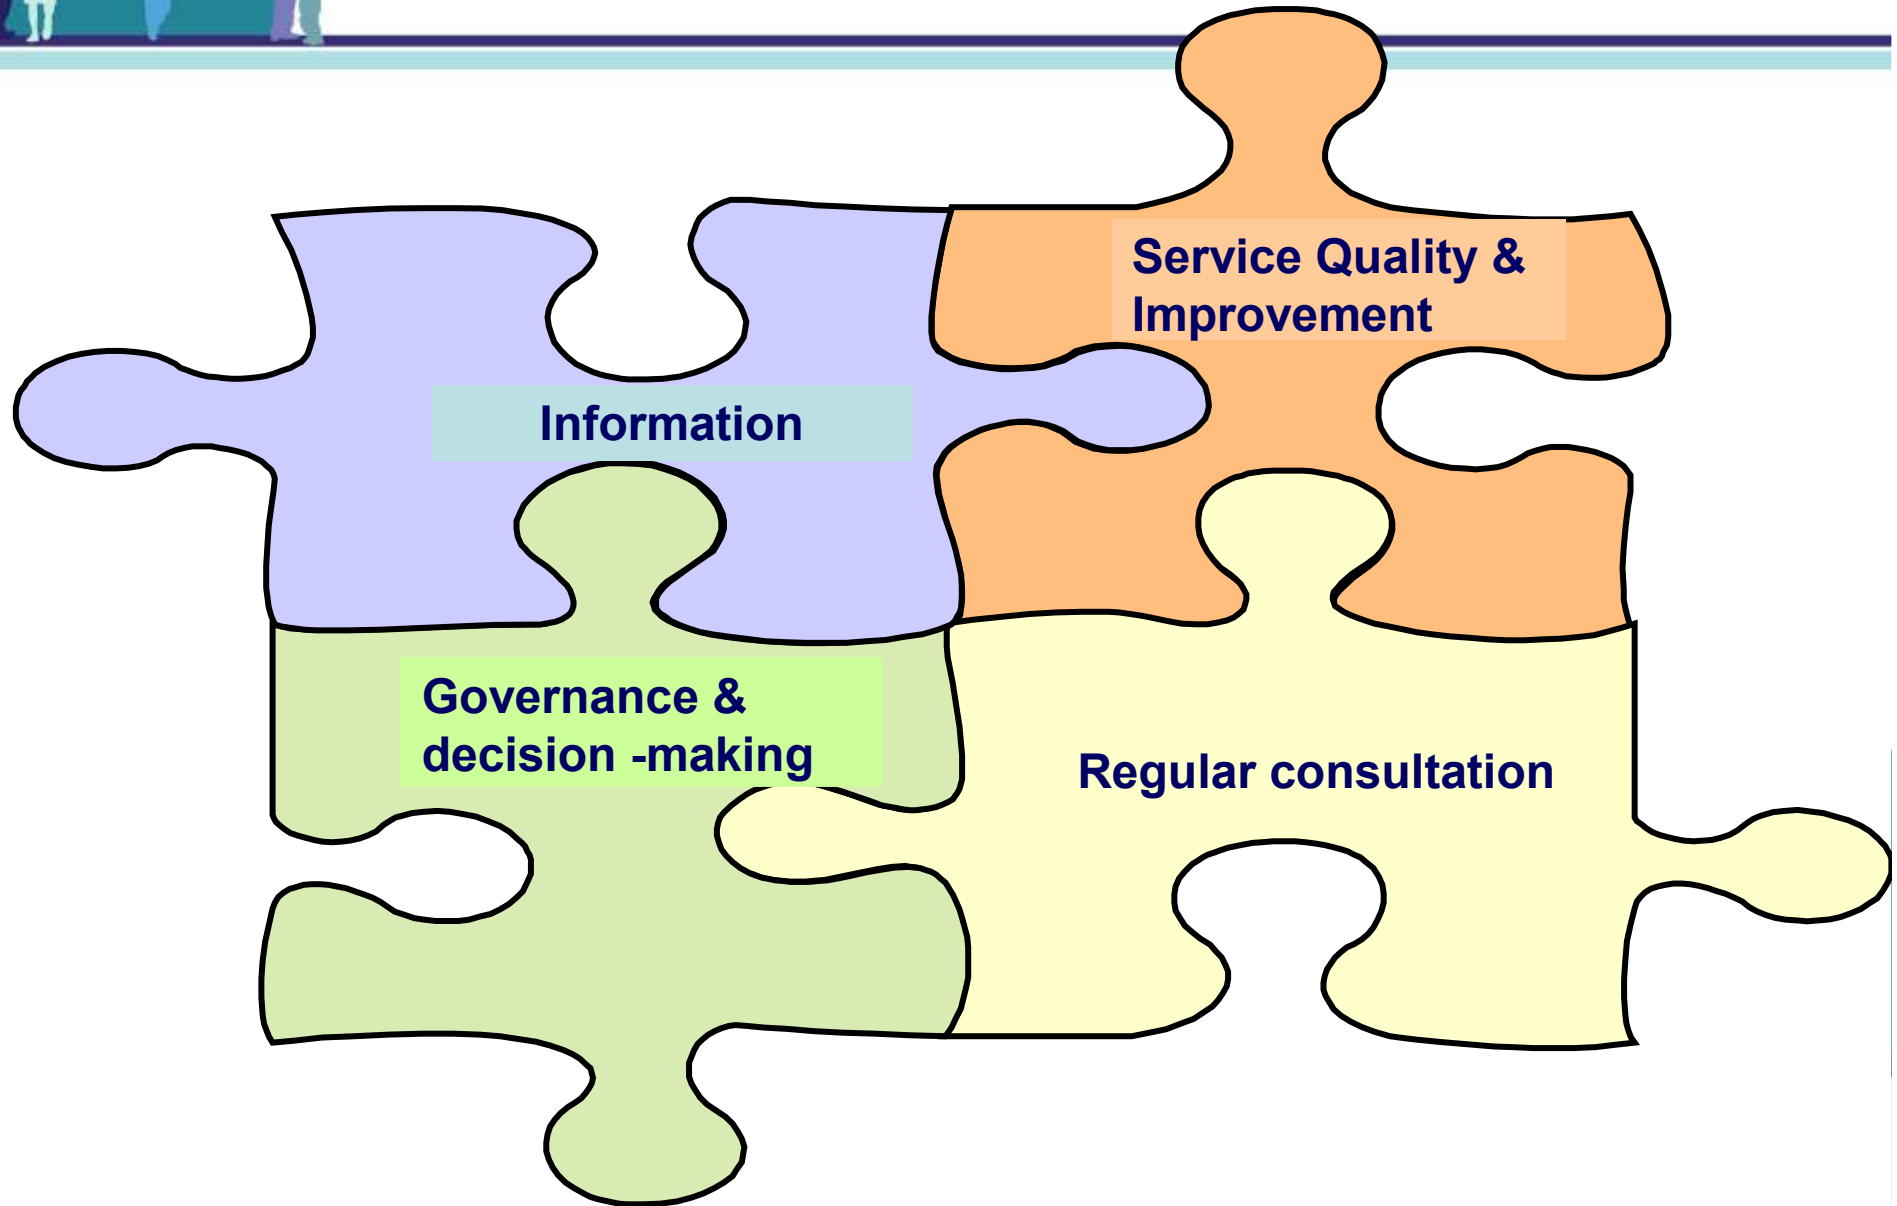 Service Quality &
Improvement
Information
Governance &
decision -making
Regular consultation